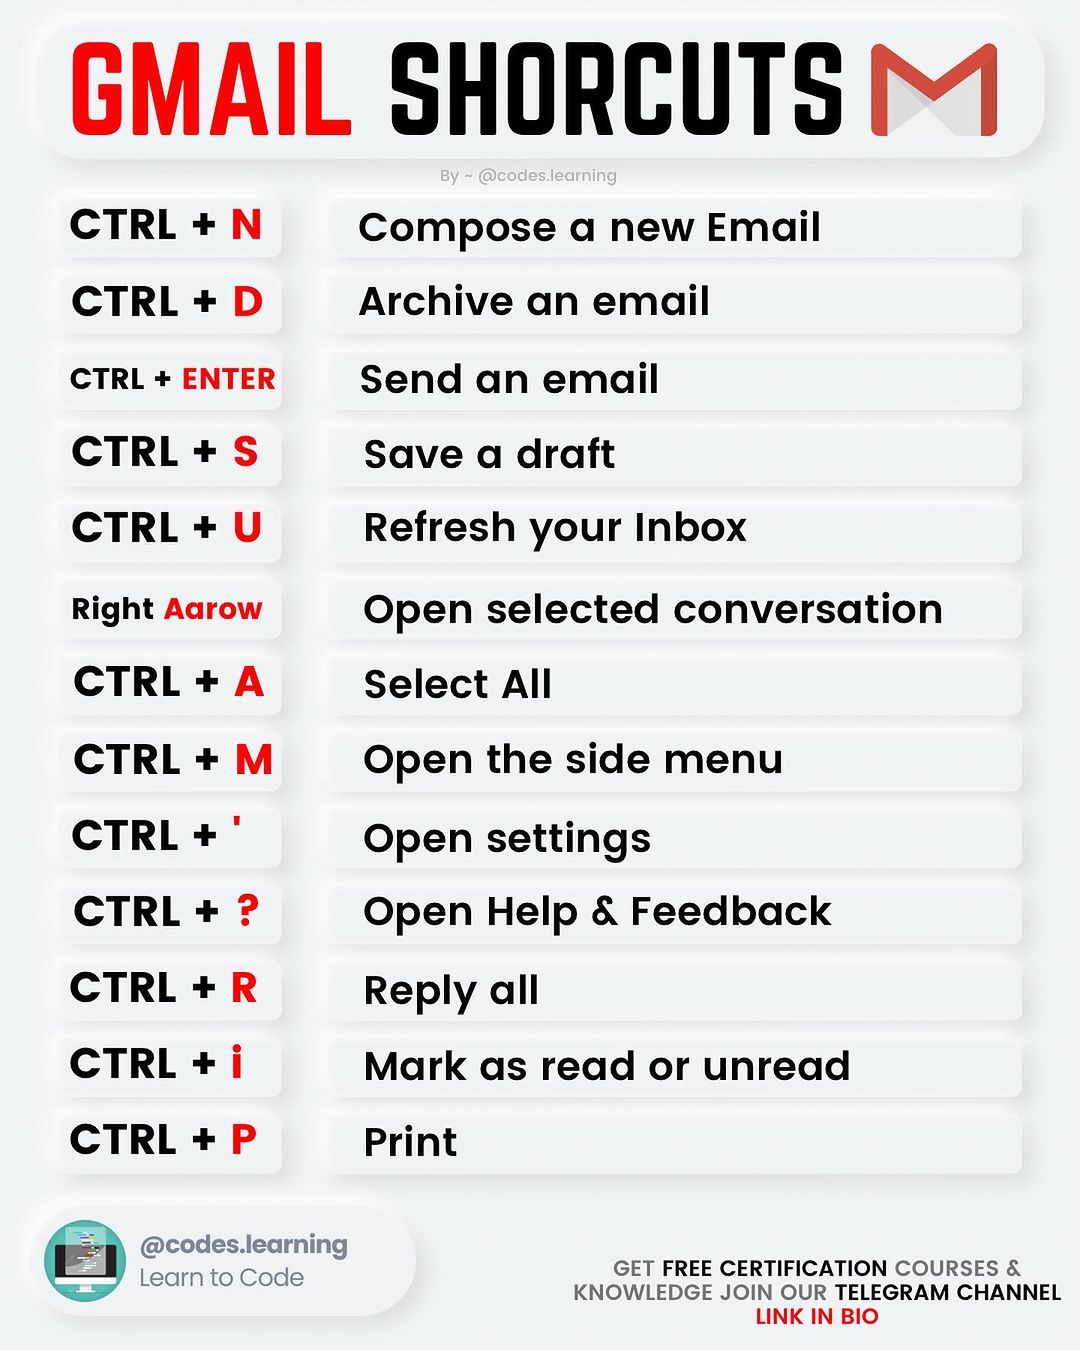 GMAIL SHORCUTS
By ~ @codes.learning
CTRL + N Compose a new Email
CTRL + D Archive an email
CTRL + ENTER Send an email
CTRL + S Save a draft
CTRL + U Refresh your Inbox
Right Aarow Open selected conversation
CTRL + A Select All
CTRL + M Open the side menu
CTRL + ' Open settings
CTRL + ? Open Help & Feedback
CTRL + R Reply all
CTRL + i Mark as read or unread
CTRL + P Print
@codes.learning
Learn to Code
GET FREE CERTIFICATION COURSES &
KNOWLEDGE JOIN OUR TELEGRAM CHANNEL
LINK IN BIO